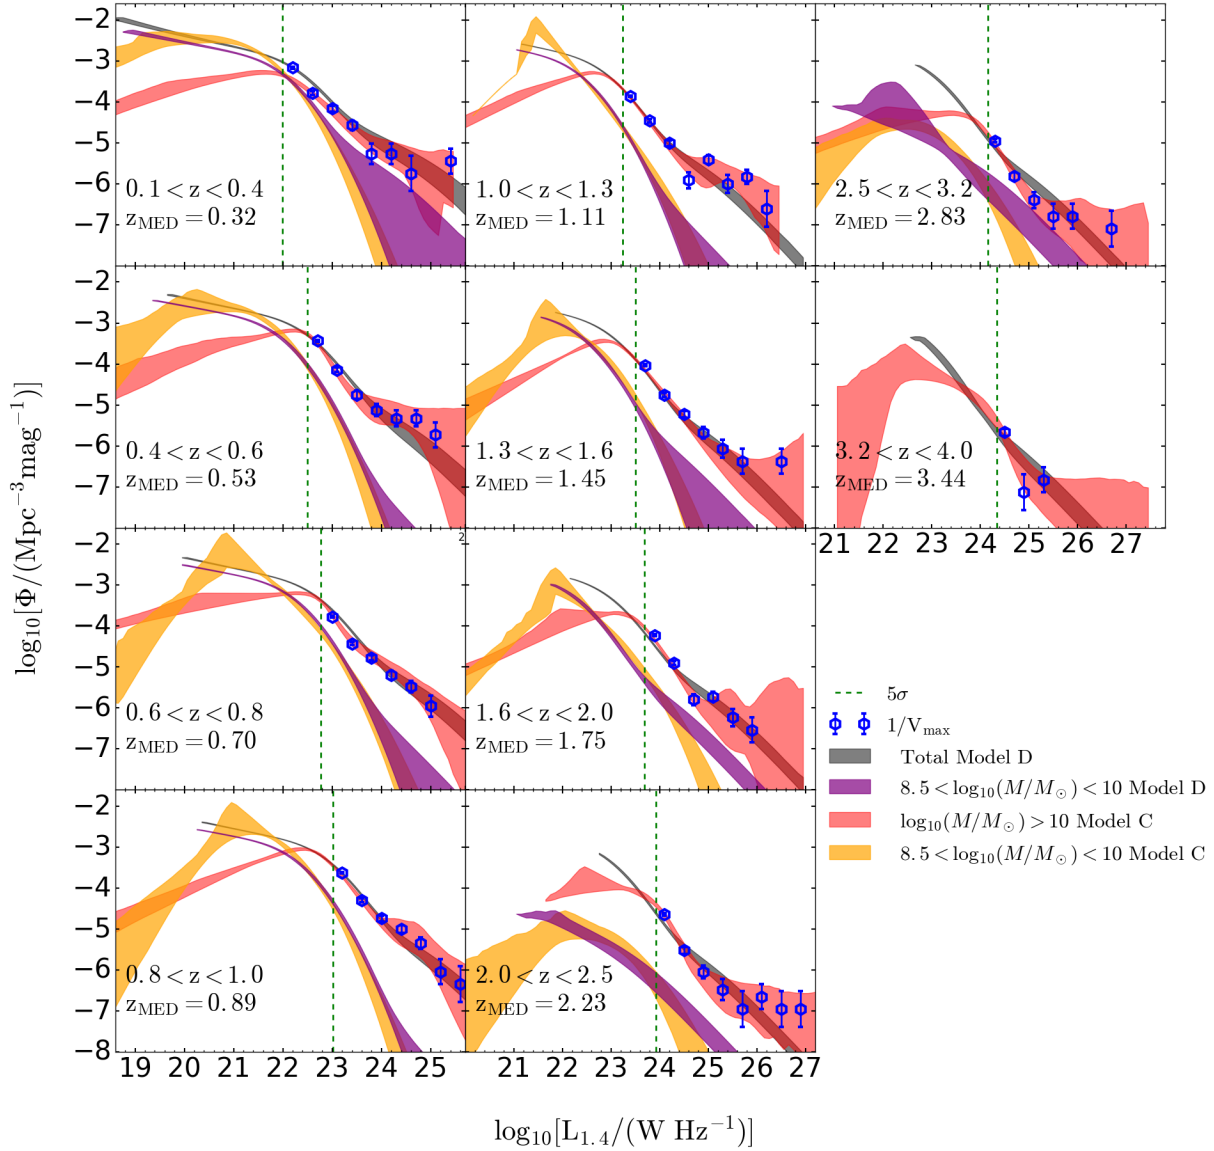 −2
−3
−4
−5
−6
−7
0.1 < z < 0.4
z_MED = 0.32
1.0 < z < 1.3
z_MED = 1.11
2.5 < z < 3.2
z_MED = 2.83
−2
−3
−4
−5
−6
−7
0.4 < z < 0.6
z_MED = 0.53
1.3 < z < 1.6
z_MED = 1.45
3.2 < z < 4.0
z_MED = 3.44
21 22 23 24 25 26 27
2
−2
−3
−4
−5
−6
−7
0.6 < z < 0.8
z_MED = 0.70
1.6 < z < 2.0
z_MED = 1.75
5σ
1/V_max
Total Model D
8.5 < log₁₀(M/M_⊙) < 10 Model D
log₁₀(M/M_⊙) > 10 Model C
8.5 < log₁₀(M/M_⊙) < 10 Model C
−2
−3
−4
−5
−6
−7
−8
0.8 < z < 1.0
z_MED = 0.89
2.0 < z < 2.5
z_MED = 2.23
19 20 21 22 23 24 25
21 22 23 24 25 26 27
log₁₀[Φ/(Mpc⁻³mag⁻¹)]
log₁₀[L₁.₄/(W Hz⁻¹)]